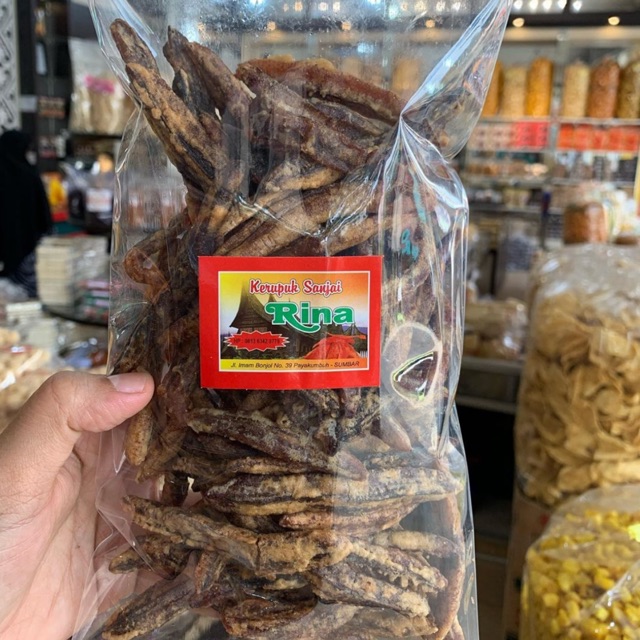 Kerupuk Sanjai
Rina
Jl. Imam Bonjol No. 39 Payakumbuh - SUMBAR